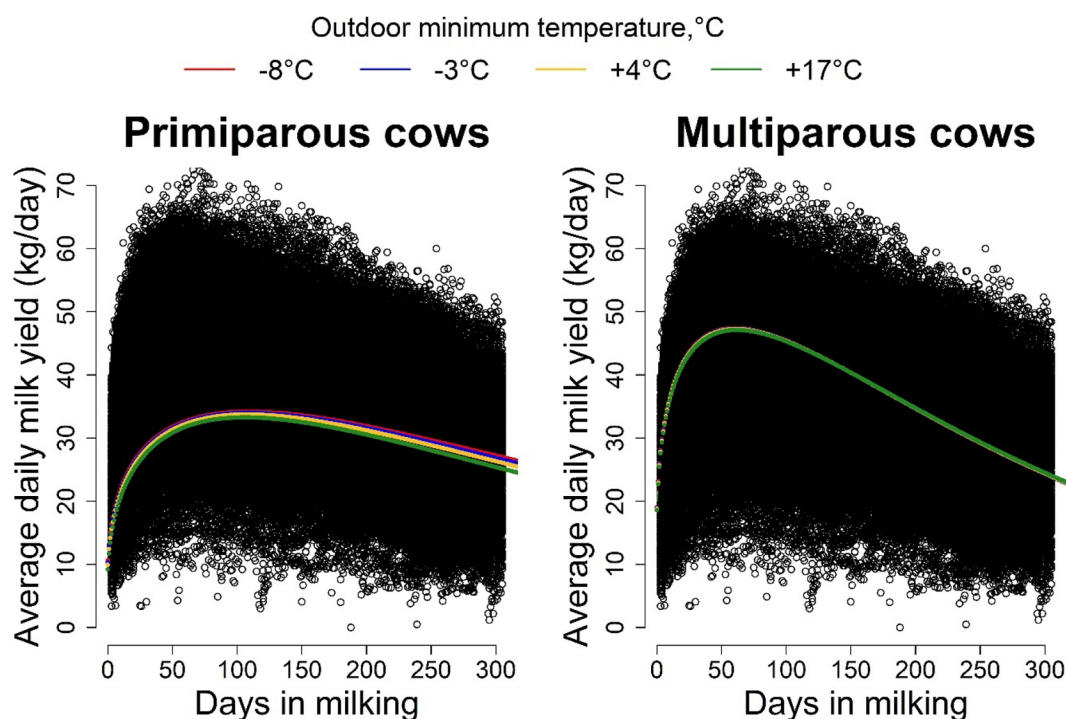 Outdoor minimum temperature,°C
-8°C -3°C +4°C +17°C
Primiparous cows
Average daily milk yield (kg/day)
70
60
50
40
30
20
10
0
0 50 100 150 200 250 300
Days in milking
Multiparous cows
Average daily milk yield (kg/day)
70
60
50
40
30
20
10
0
0 50 100 150 200 250 300
Days in milking